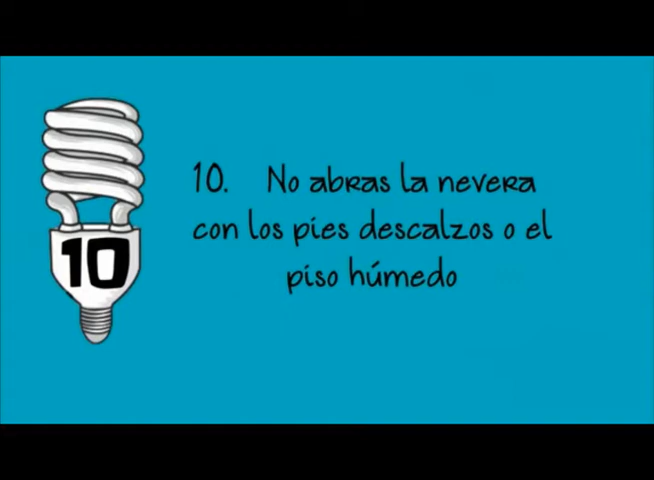 10
10. No abras la nevera
con los pies descalzos o el
piso húmedo